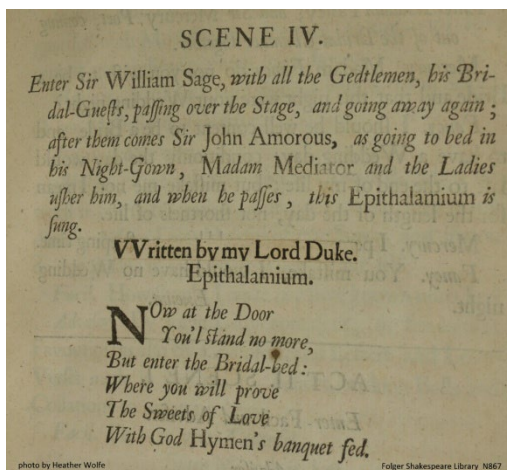 SCENE IV.
Enter Sir William Sage, with all the Gedtlemen, his Bri-
dal-Guests, passing over the Stage, and going away again;
after them comes Sir John Amorous, as going to bed in
his Night-Gown, Madam Mediator and the Ladies
usher him, and when he passes, this Epithalamium is
sung.
VVritten by my Lord Duke.
Epithalamium.
NOw at the Door
You'l stand no more,
But enter the Bridal-bed:
Where you will prove
The Sweets of Love
With God Hymen's banquet fed.
photo by Heather Wolfe
Folger Shakespeare Library N867